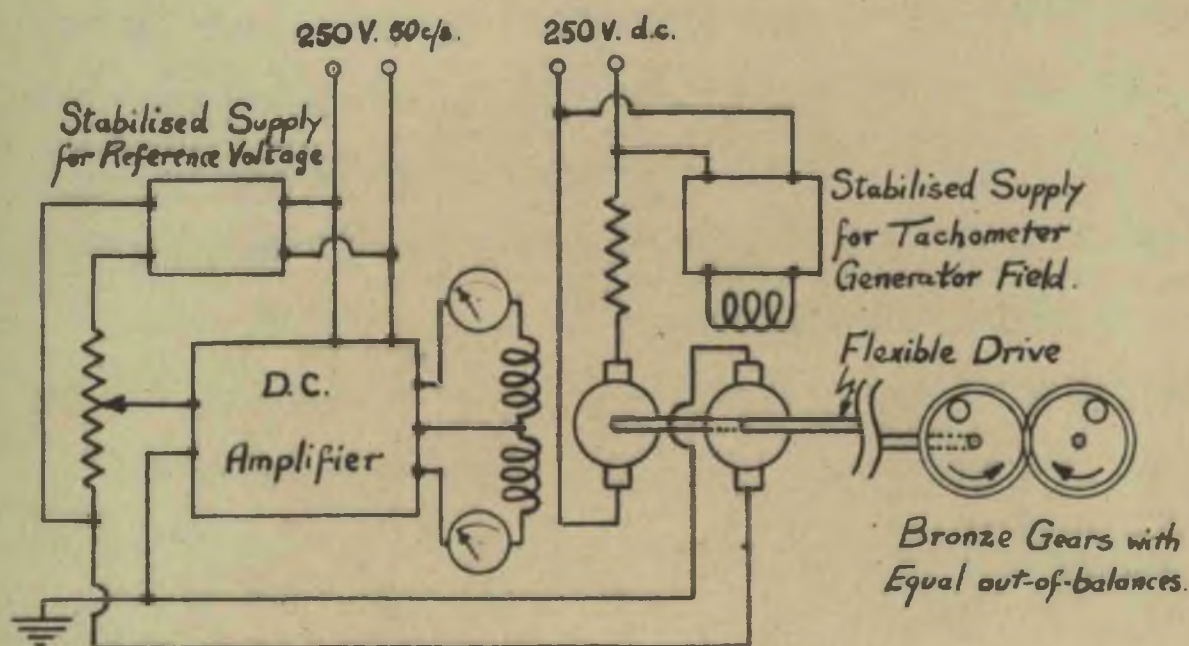 250 V. 50 c/s.
250 V. d.c.
Stabilised Supply
for Reference Voltage
Stabilised Supply
for Tachometer
Generator Field.
D.C.
Amplifier
Flexible Drive
Bronze Gears with
Equal out-of-balances.